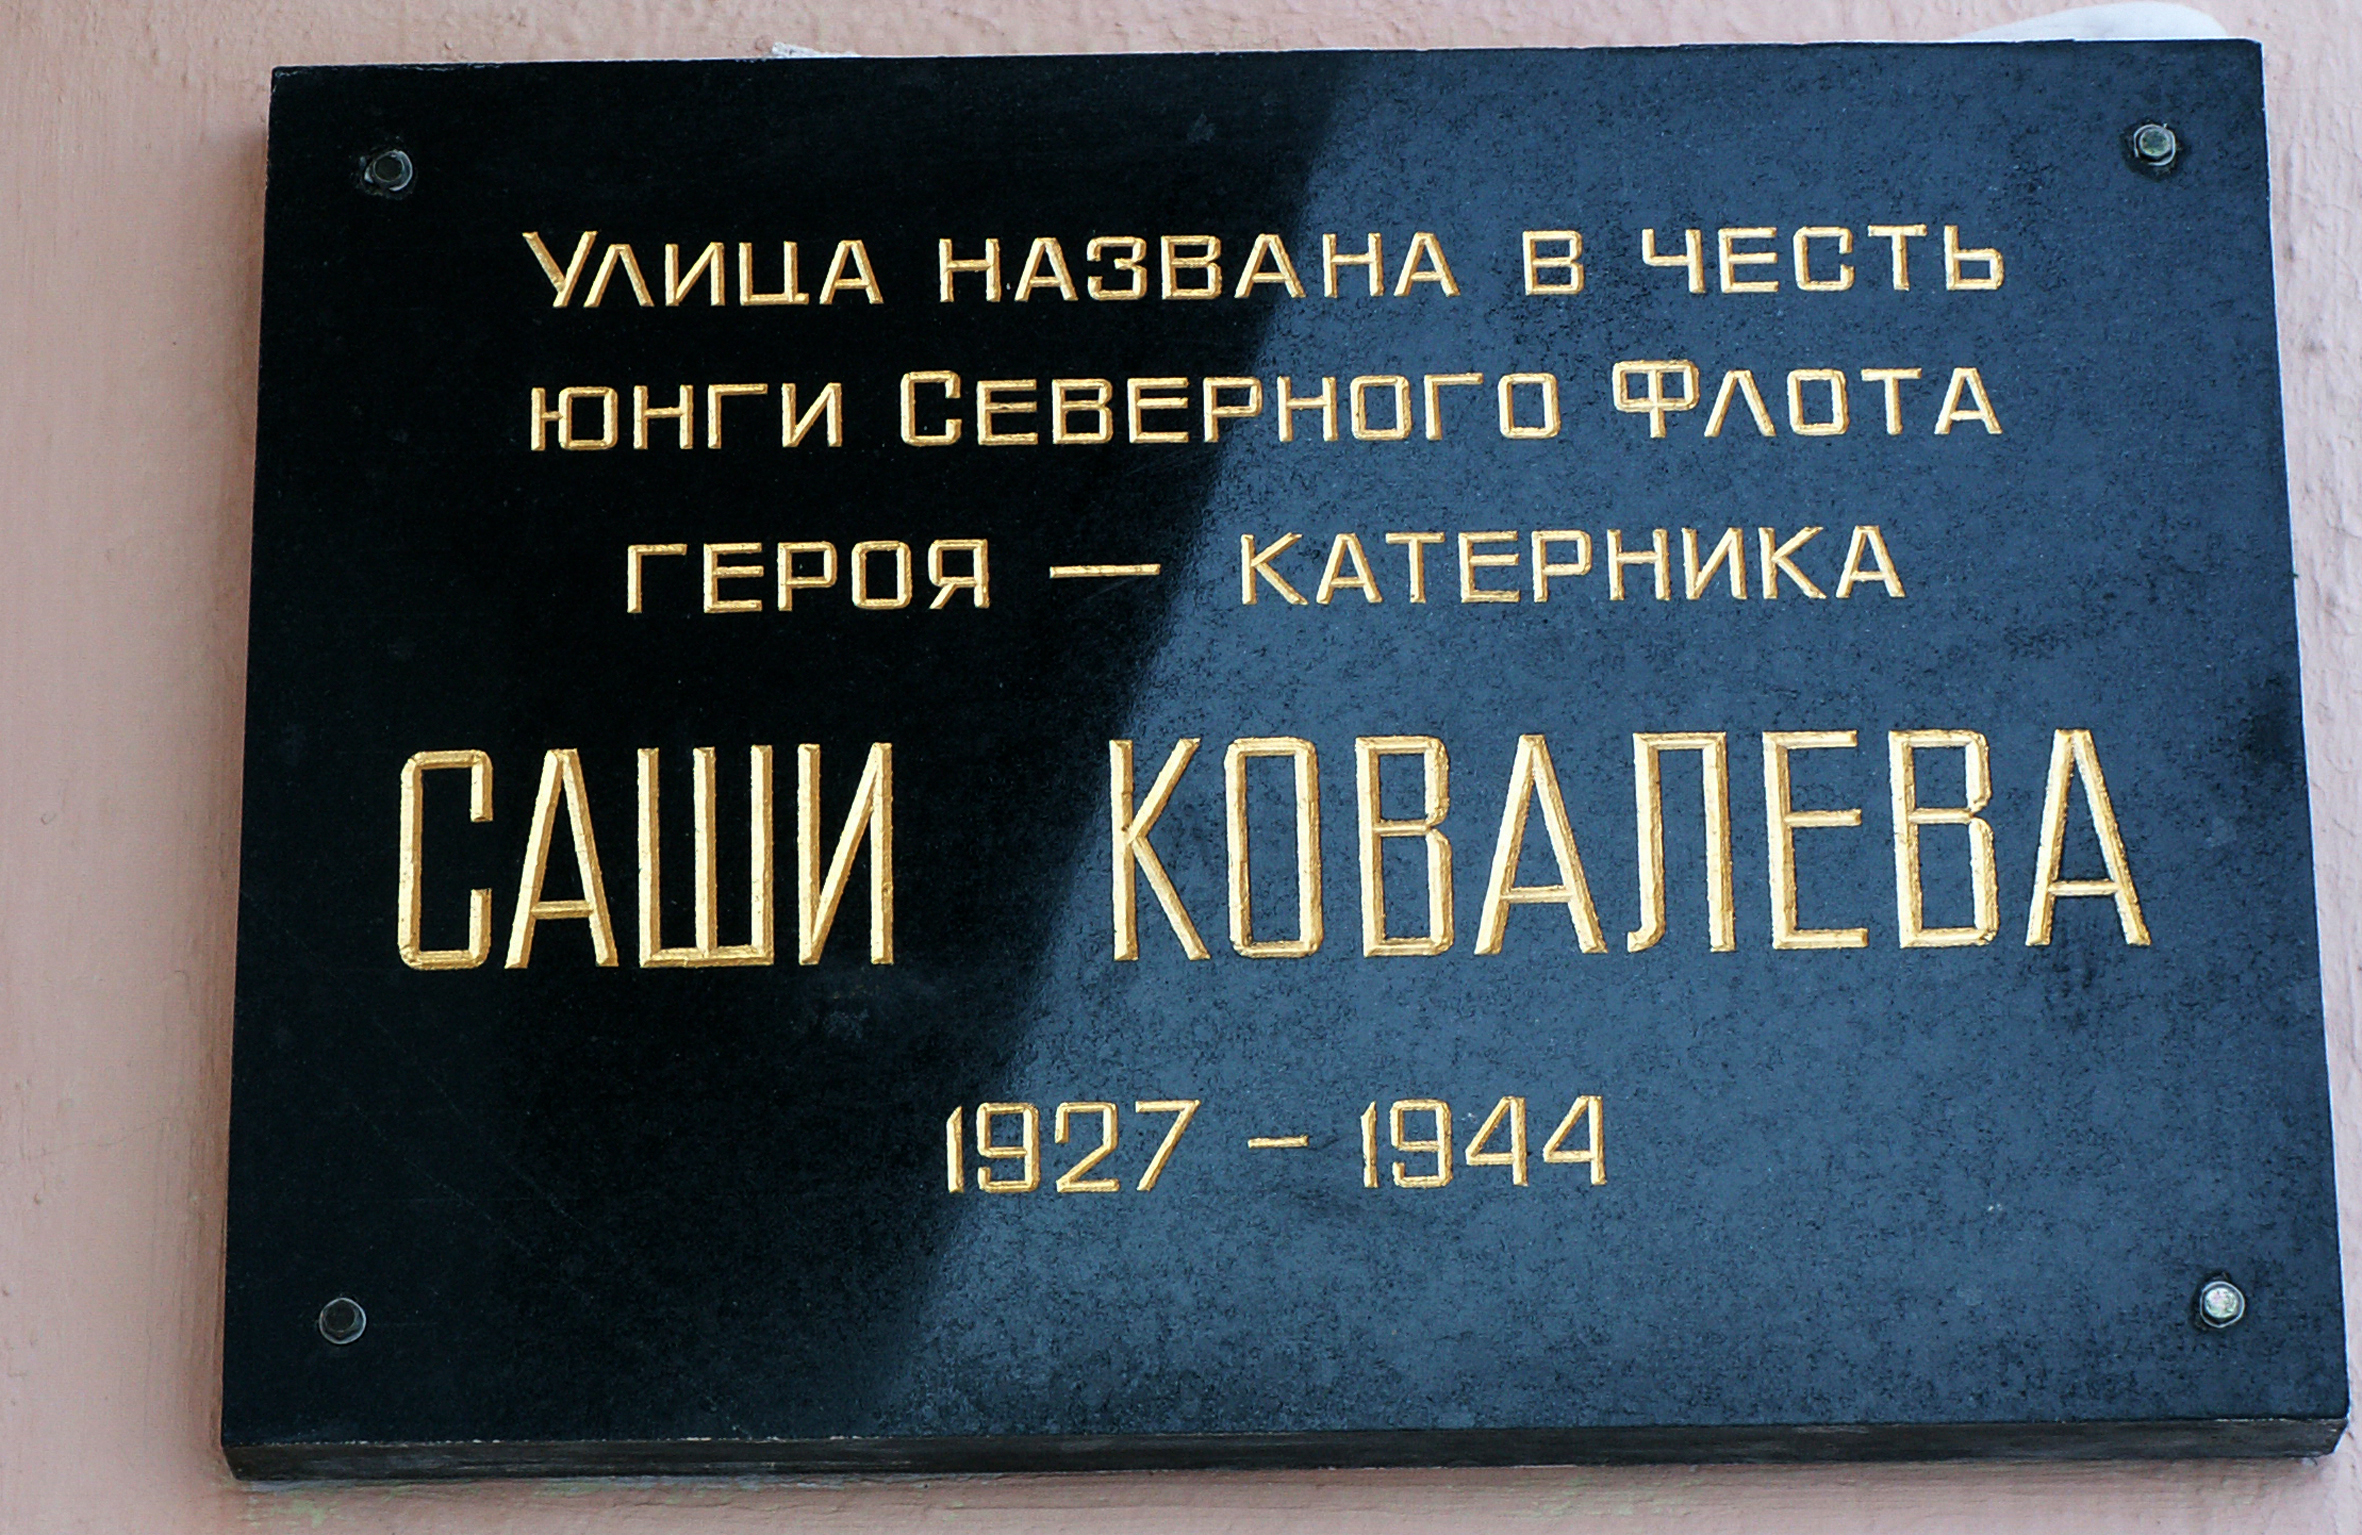 Улица названа в честь
юнги Северного Флота
героя — катерника
САШИ КОВАЛЕВА
1927 - 1944